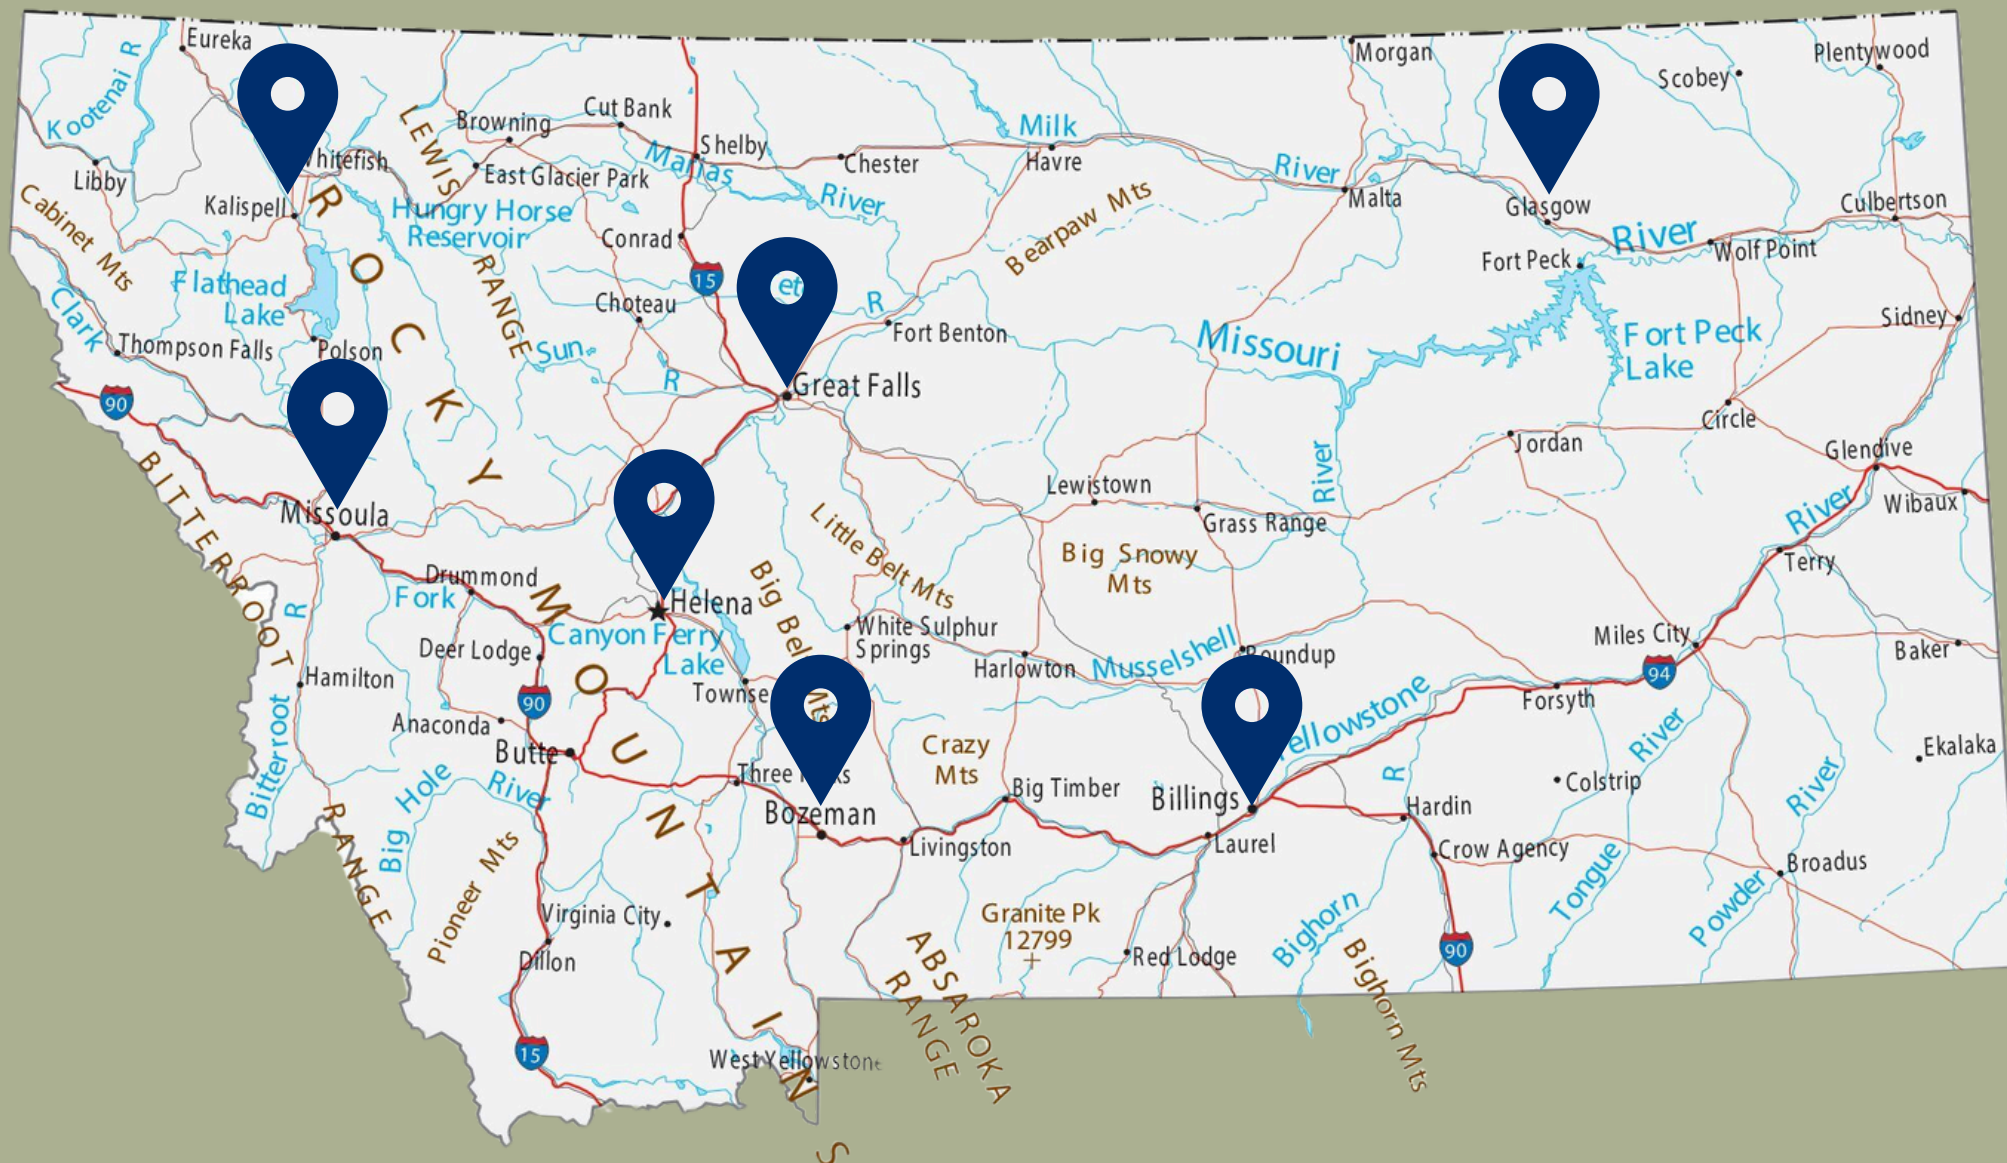 Eureka
Morgan
Plentywood
Scobey
Kootenai R
Cut Bank
Browning
LEWIS RANGE
Shelby
Milk River
Havre
Chester
Marias River
East Glacier Park
Libby
Malta
Kalispell
Glasgow
Culbertson
Cabinet Mts
Hungry Horse
Reservoir
Conrad
Bearpaw Mts
River
Wolf Point
Fort Peck
15
Flathead
Lake
Choteau
R
Fort Benton
Missouri River
Fort Peck
Lake
Sidney
Clark Fork
Thompson Falls
Polson
Sun R
Great Falls
90
Circle
Jordan
Glendive
ROCKY MOUNTAINS
BITTERROOT RANGE
Missoula
Lewistown
Grass Range
Wibaux
Little Belt Mts
Big Snowy
Mts
Yellowstone River
Terry
Drummond
Helena
Big Belt Mts
Canyon Ferry
Lake
White Sulphur
Springs
Deer Lodge
Harlowton
Musselshell
Roundup
Miles City
Baker
94
Hamilton
Bitterroot R
90
Forsyth
Anaconda
Butte
Crazy
Mts
Ekalaka
Big Hole River
Big Timber
Billings
Colstrip
Hardin
Bozeman
Livingston
Laurel
Crow Agency
Broadus
Pioneer Mts
Virginia City
Dillon
Granite Pk
12799
Red Lodge
Bighorn R
Tongue River
Powder River
90
ABSAROKA
RANGE
Bighorn Mts
15
West Yellowstone